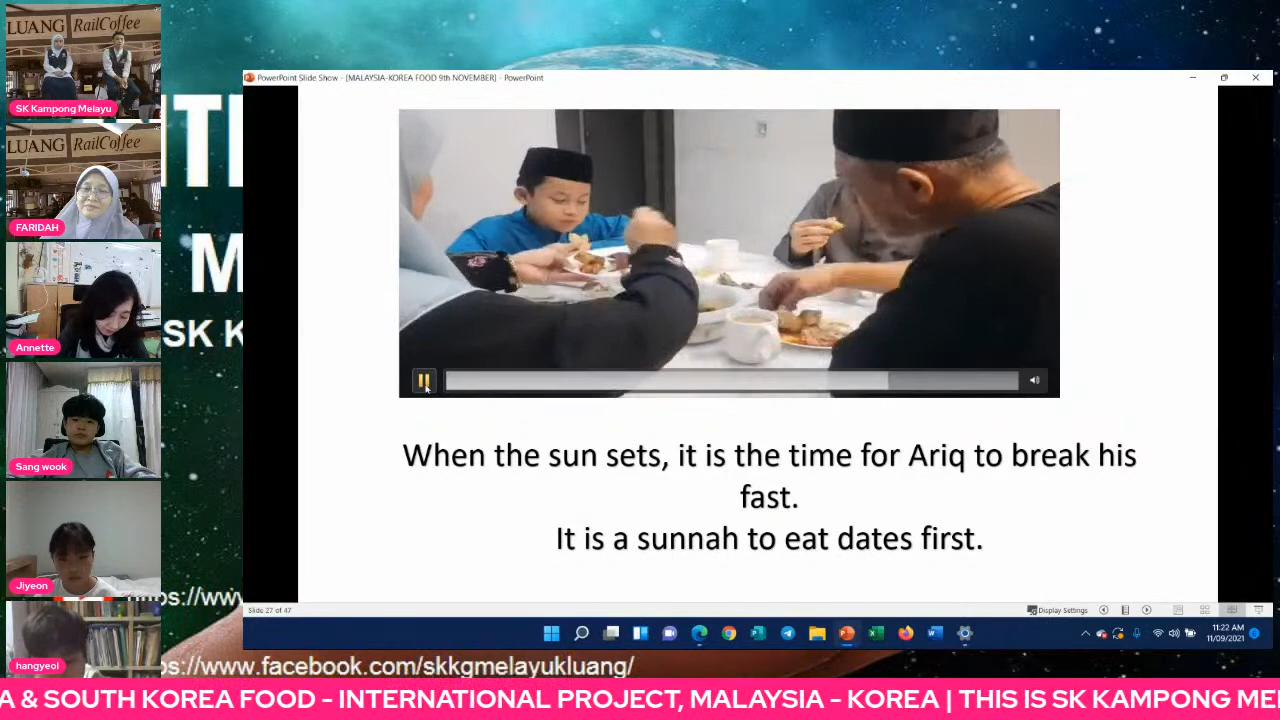 LUANG RailCoffee
SK Kampong Melayu
LUANG RailCoffee
FARIDAH
Annette
Sang wook
Jiyeon
hangyeol
M
SK K
PowerPoint Slide Show - [MALAYSIA-KOREA FOOD 9th NOVEMBER] - PowerPoint
When the sun sets, it is the time for Ariq to break his
fast.
It is a sunnah to eat dates first.
Slide 27 of 47
Display Settings
11:22 AM
11/09/2021
https://www.facebook.com/skkgmelayukluang/
A & SOUTH KOREA FOOD - INTERNATIONAL PROJECT, MALAYSIA - KOREA | THIS IS SK KAMPONG MEL